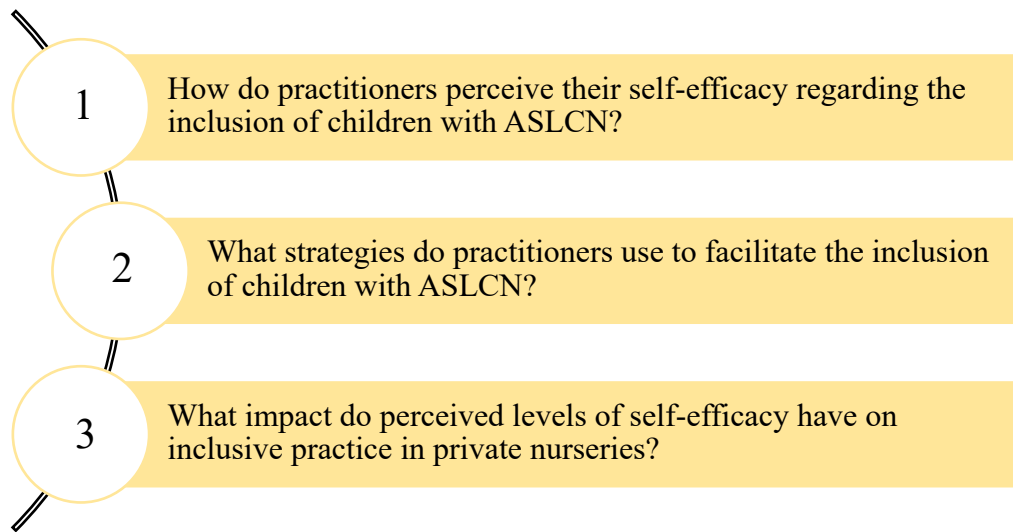 1
How do practitioners perceive their self-efficacy regarding the
inclusion of children with ASLCN?
2
What strategies do practitioners use to facilitate the inclusion
of children with ASLCN?
3
What impact do perceived levels of self-efficacy have on
inclusive practice in private nurseries?